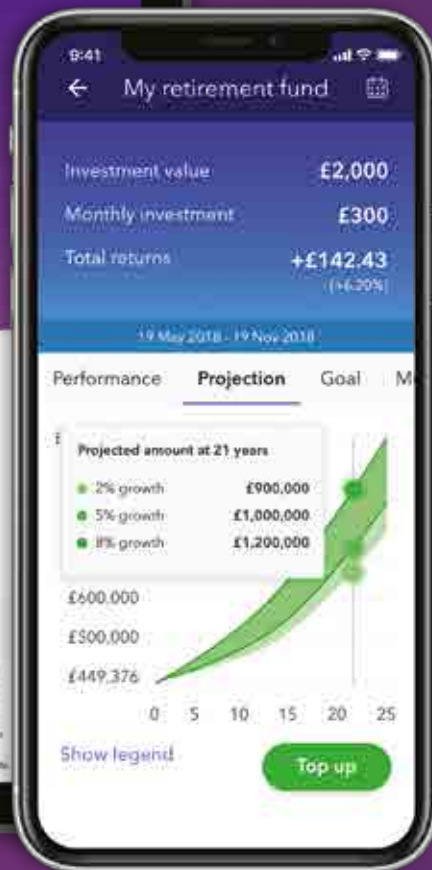 9:41
My retirement fund
Investment value £2,000
Monthly investment £300
Total returns +£142.43
(+6.20%)
19 May 2018 - 19 Nov 2018
Performance Projection Goal M
Projected amount at 21 years
2% growth £900,000
5% growth £1,000,000
8% growth £1,200,000
£600,000
£500,000
£449,376
0 5 10 15 20 25
Show legend
Top up